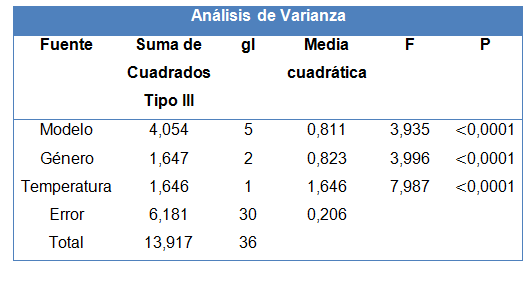 Análisis de Varianza
Fuente Suma de Cuadrados Tipo III gl Media cuadrática F P
Modelo 4,054 5 0,811 3,935 <0,0001
Género 1,647 2 0,823 3,996 <0,0001
Temperatura 1,646 1 1,646 7,987 <0,0001
Error 6,181 30 0,206
Total 13,917 36